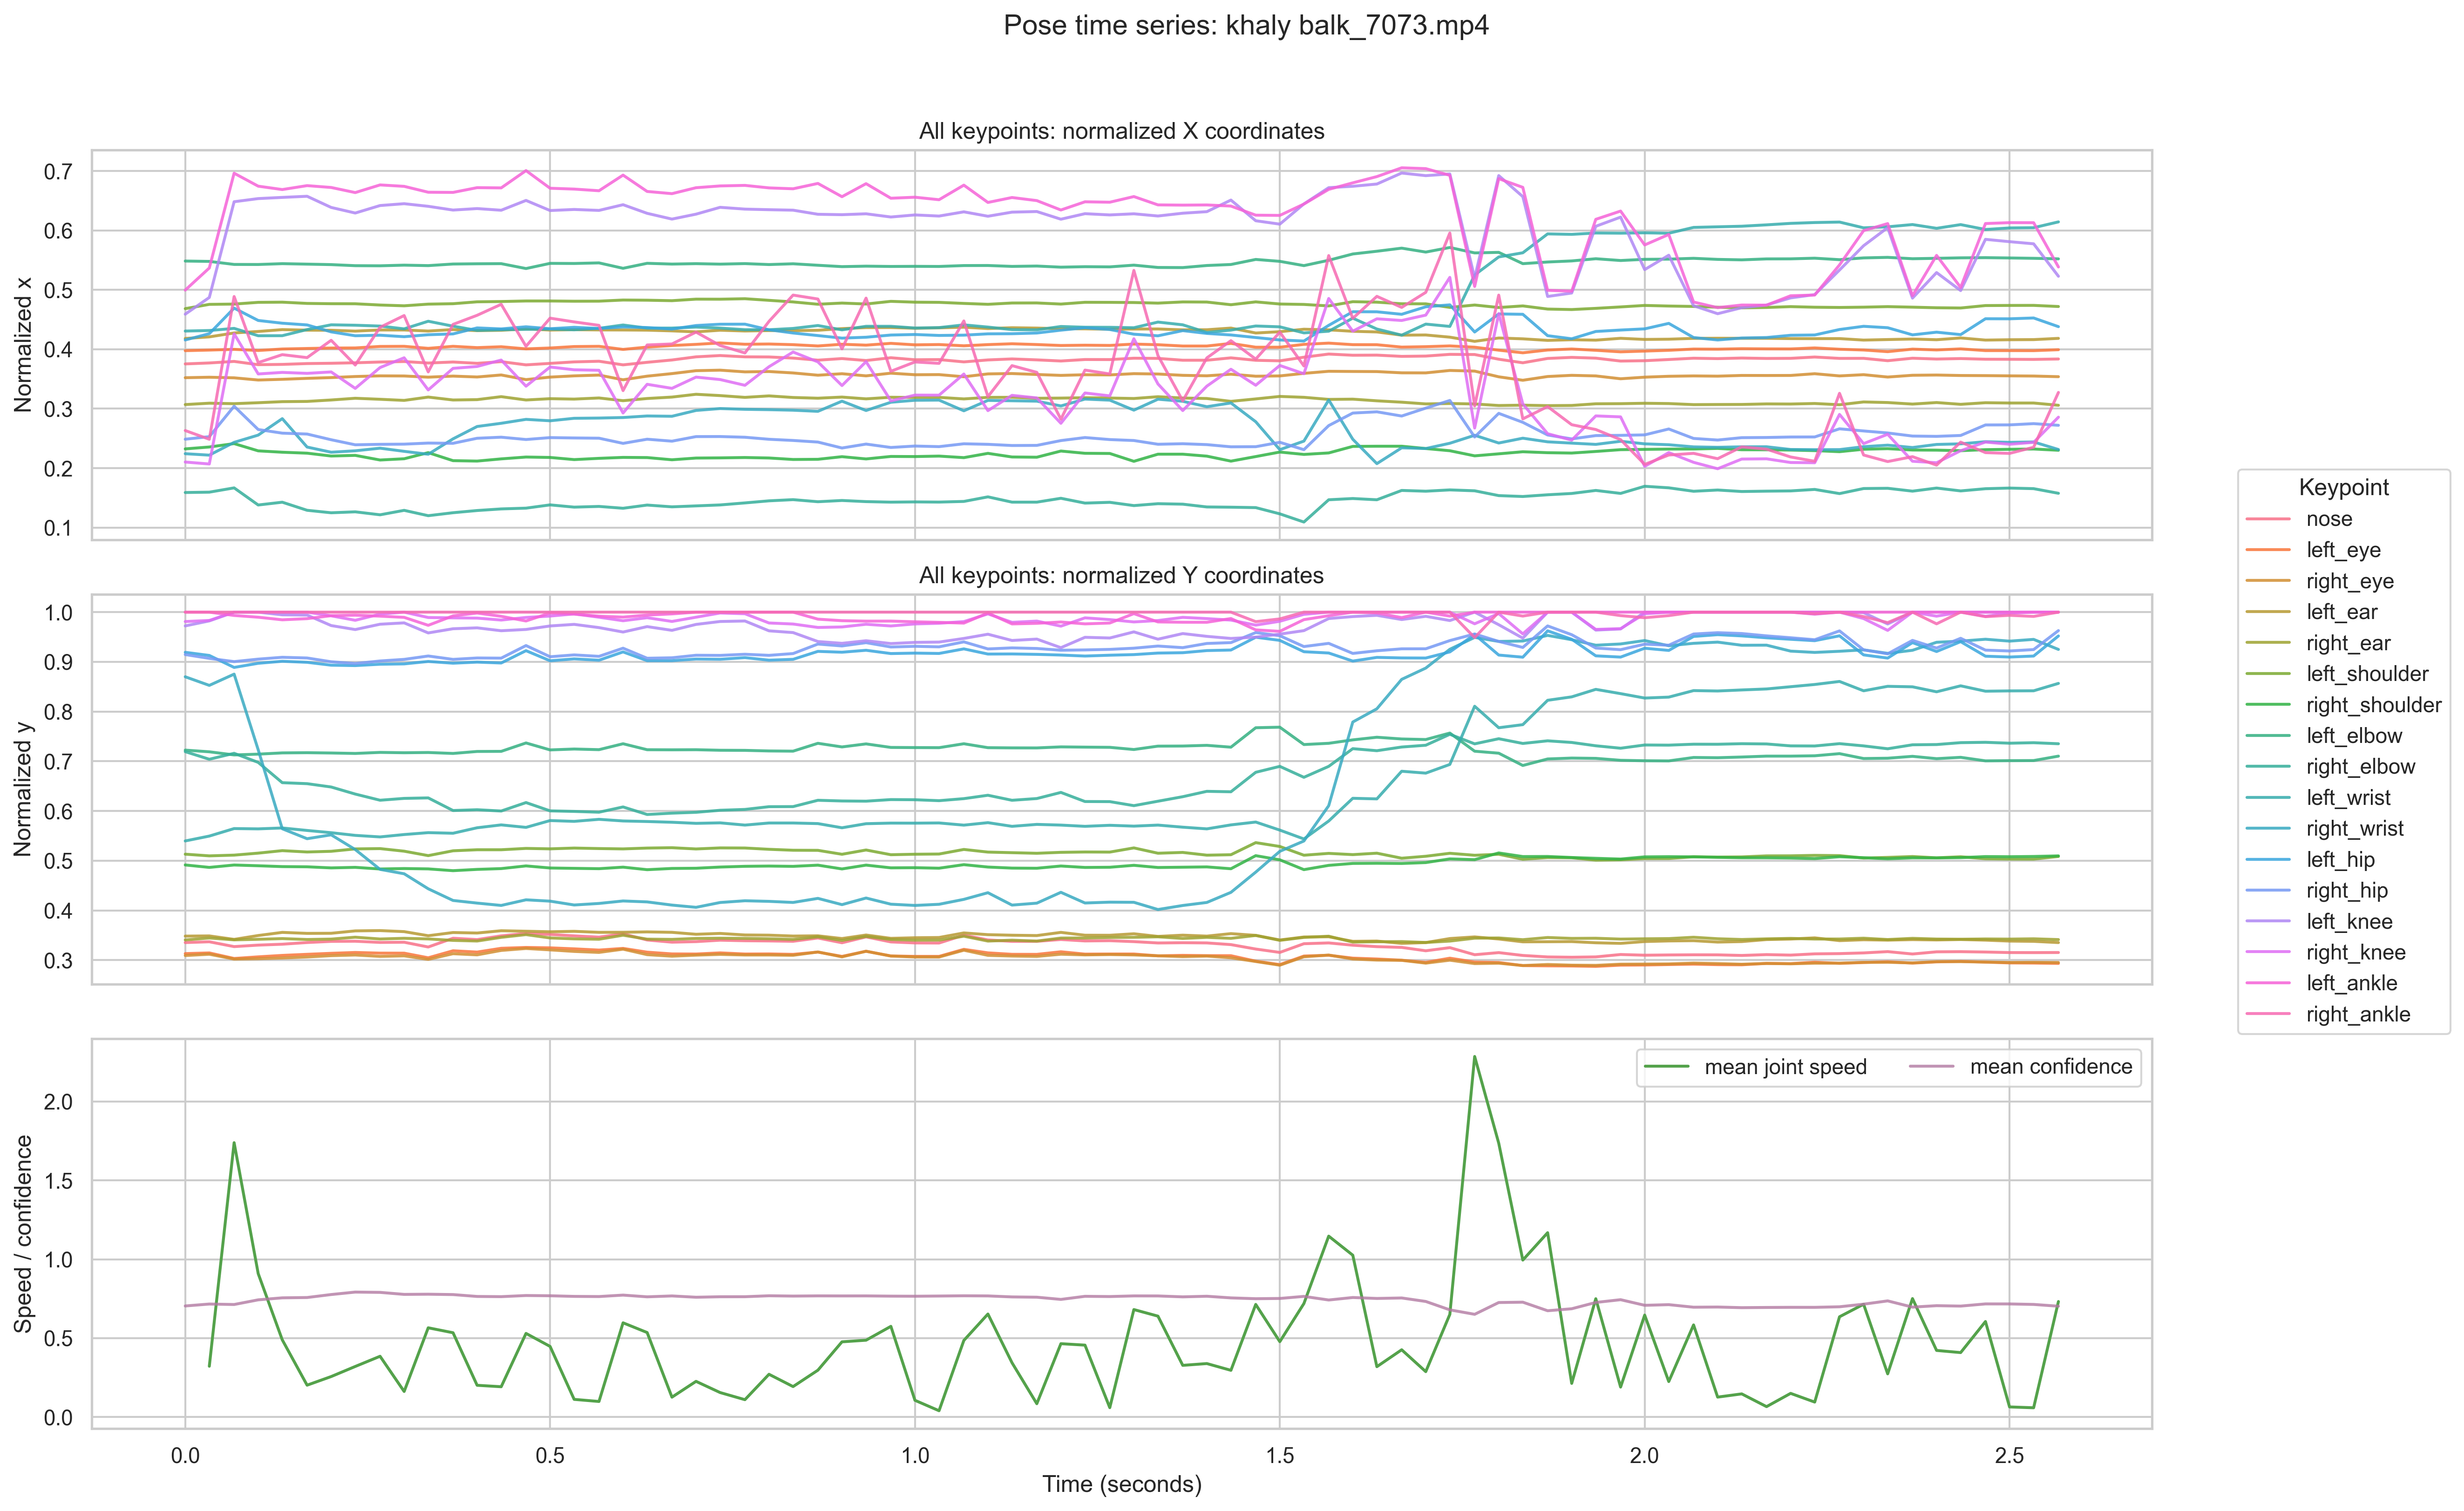 Pose time series: khaly balk_7073.mp4
All keypoints: normalized X coordinates
Normalized x
0.7
0.6
0.5
0.4
0.3
0.2
0.1
All keypoints: normalized Y coordinates
Normalized y
1.0
0.9
0.8
0.7
0.6
0.5
0.4
0.3
Keypoint
nose
left_eye
right_eye
left_ear
right_ear
left_shoulder
right_shoulder
left_elbow
right_elbow
left_wrist
right_wrist
left_hip
right_hip
left_knee
right_knee
left_ankle
right_ankle
mean joint speed
mean confidence
Speed / confidence
2.0
1.5
1.0
0.5
0.0
0.0 0.5 1.0 1.5 2.0 2.5
Time (seconds)